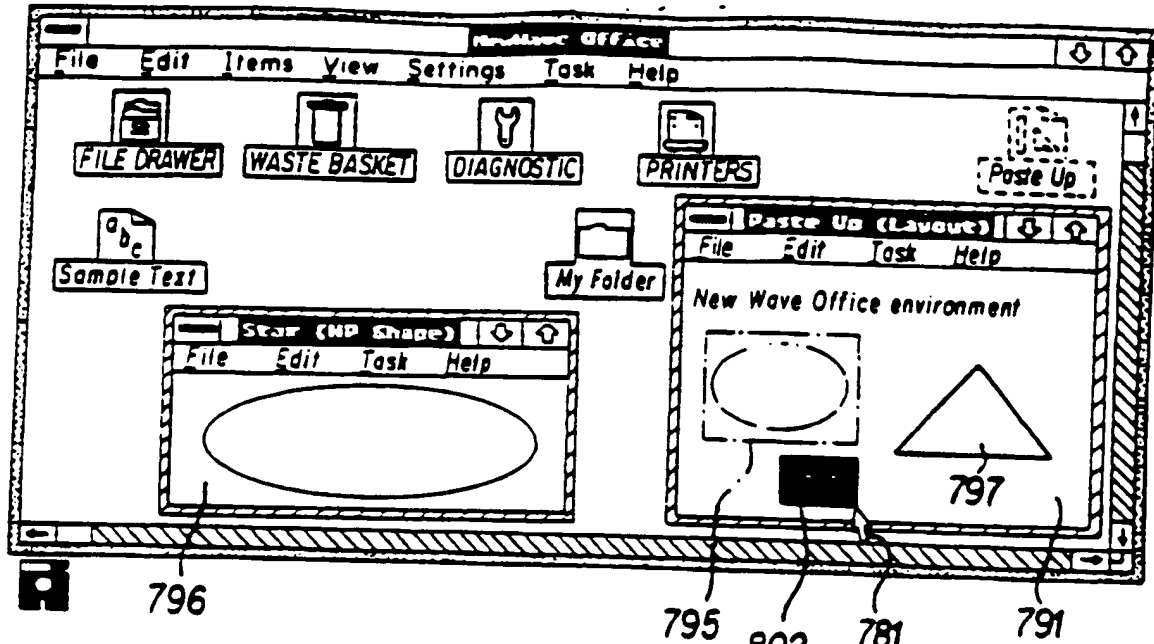 NewWave Office
File Edit Items View Settings Task Help
FILE DRAWER WASTE BASKET DIAGNOSTIC PRINTERS Paste Up
abc
Sample Text My Folder
Paste Up (Layout)
File Edit Task Help
New Wave Office environment
Star (HP Shape)
File Edit Task Help
797
796 795 802 781 791